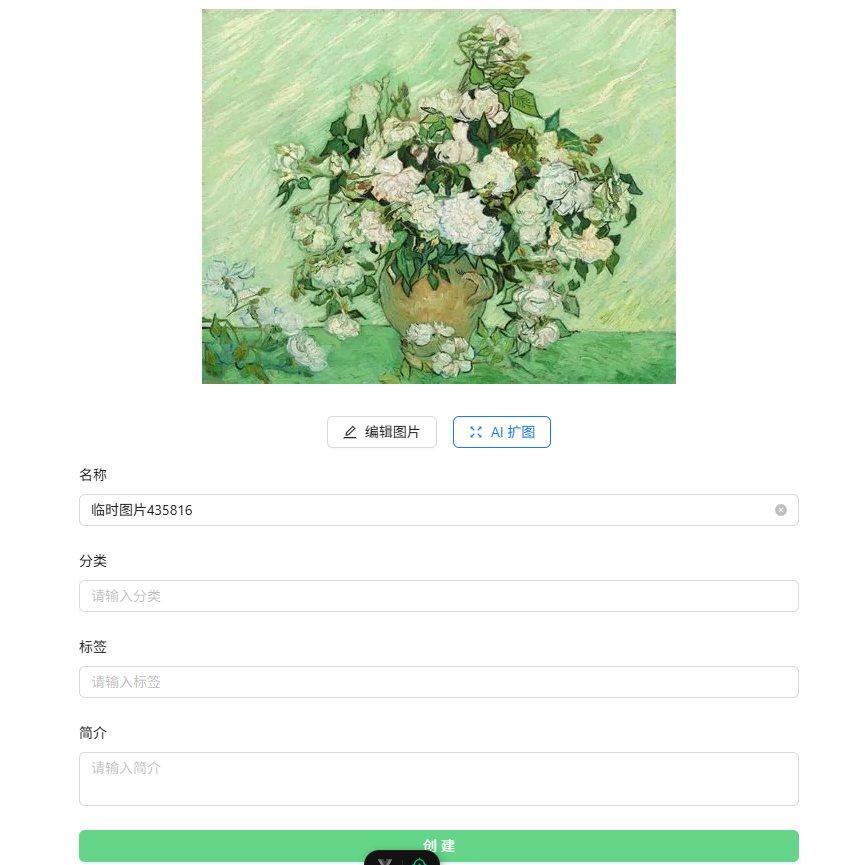 编辑图片 AI 扩图
名称
临时图片435816
分类
请输入分类
标签
请输入标签
简介
请输入简介
创 建